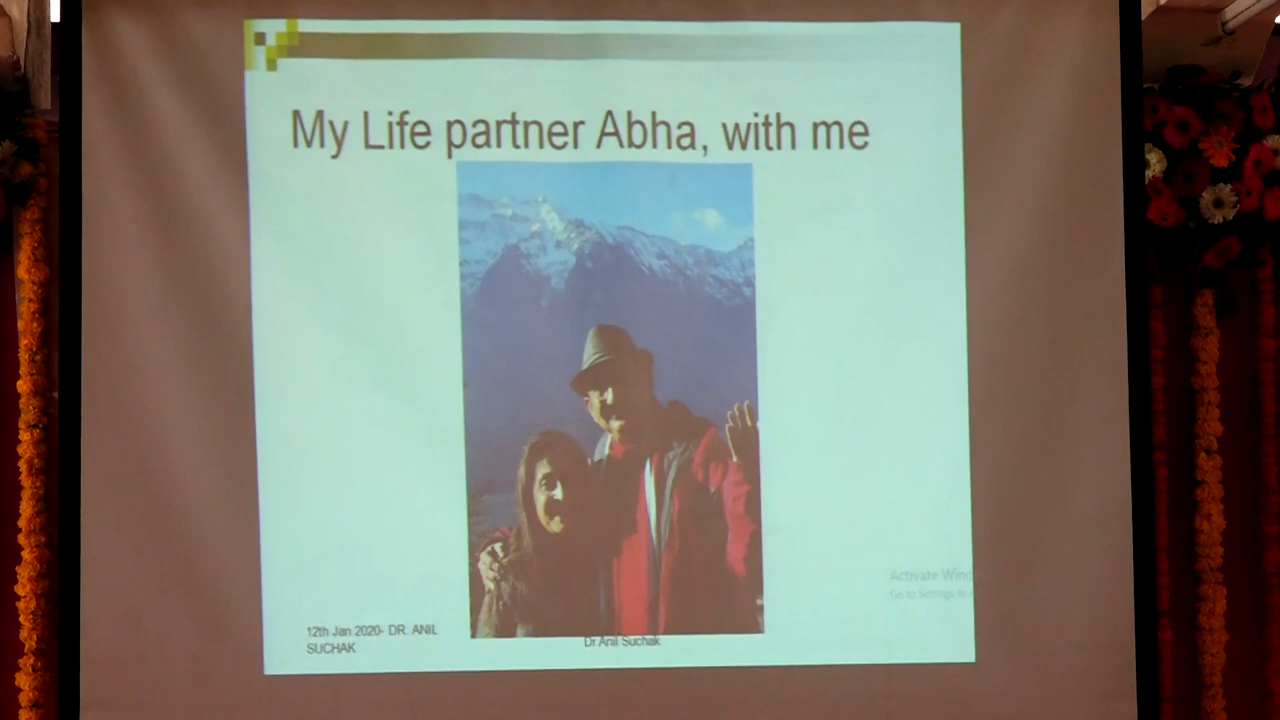 My Life partner Abha, with me
Activate Wind
Go to Settings to
12th Jan 2020- DR. ANIL
SUCHAK
Dr Anil Suchak